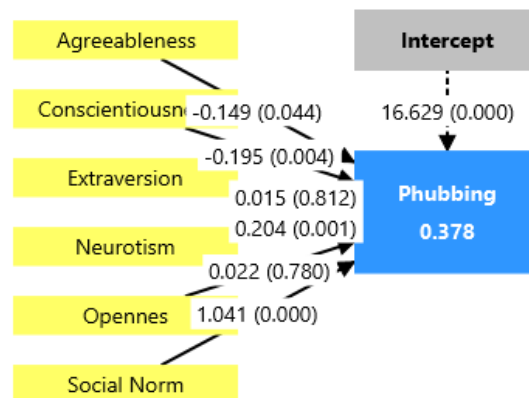 Agreeableness
Intercept
Conscientiousn
-0.149 (0.044)
16.629 (0.000)
-0.195 (0.004)
Extraversion
0.015 (0.812)
Phubbing
0.204 (0.001)
0.378
Neurotism
0.022 (0.780)
Opennes
1.041 (0.000)
Social Norm